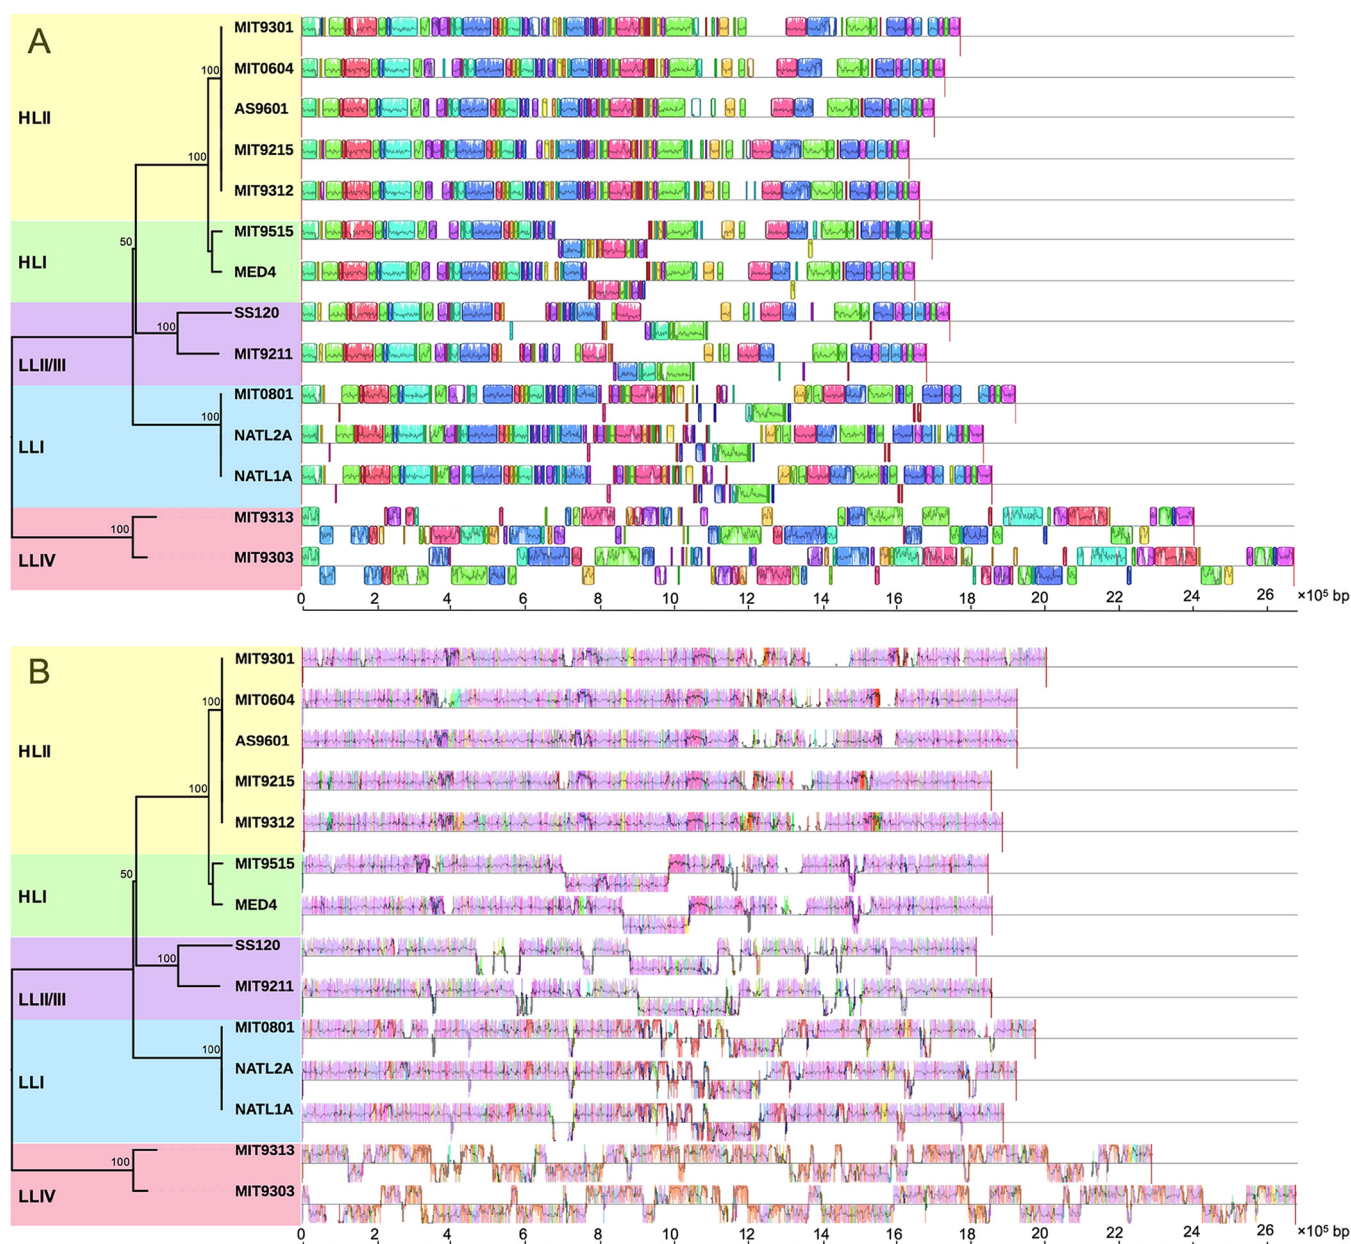 A
MIT9301
100
MIT0604
HLII
AS9601
100
MIT9215
MIT9312
MIT9515
50
HLI
MED4
SS120
100
LLII/III
MIT9211
MIT0801
100
NATL2A
LLI
NATL1A
MIT9313
100
LLIV
MIT9303
0 2 4 6 8 10 12 14 16 18 20 22 24 26 ×10⁵ bp
B
MIT9301
100
MIT0604
HLII
AS9601
100
MIT9215
MIT9312
MIT9515
50
HLI
MED4
SS120
100
LLII/III
MIT9211
MIT0801
100
NATL2A
LLI
NATL1A
MIT9313
100
LLIV
MIT9303
0 2 4 6 8 10 12 14 16 18 20 22 24 26 ×10⁵ bp